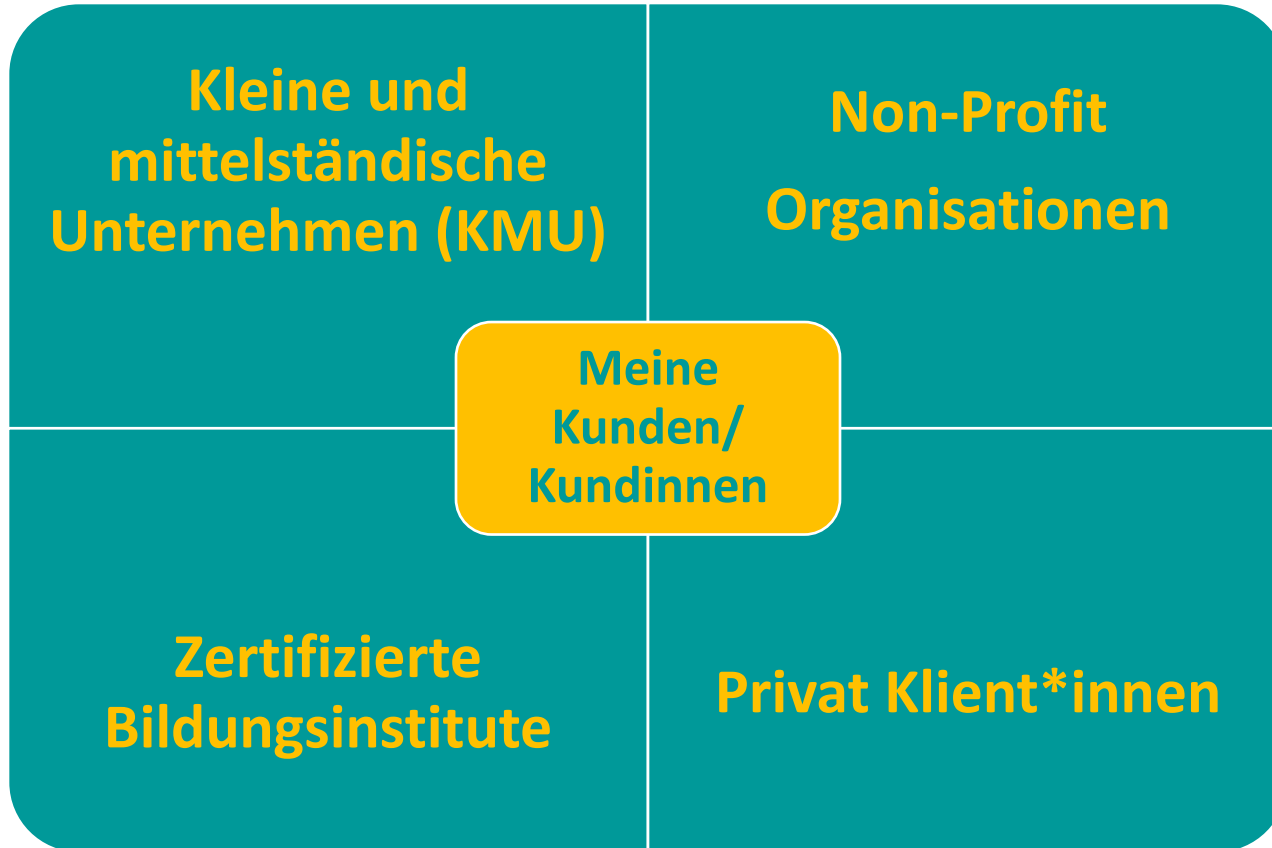 Kleine und
mittelständische
Unternehmen (KMU)
Non-Profit
Organisationen
Meine
Kunden/
Kundinnen
Zertifizierte
Bildungsinstitute
Privat Klient*innen